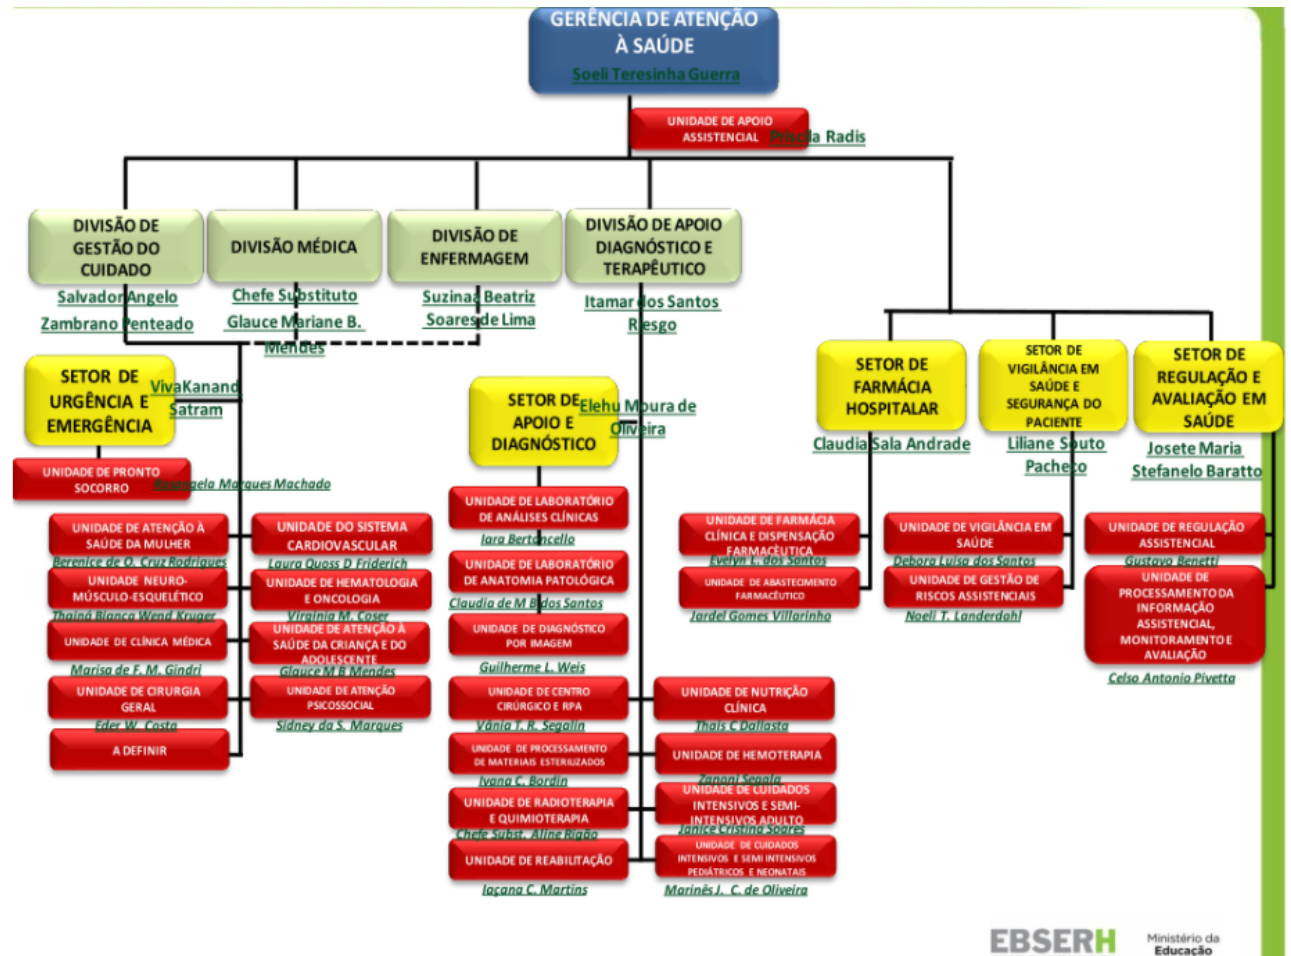 GERÊNCIA DE ATENÇÃO
À SAÚDE
Soeli Teresinha Guerra
UNIDADE DE APOIO
ASSISTENCIAL
Priscila Radis
DIVISÃO DE
GESTÃO DO
CUIDADO
Salvador Angelo
Zambrano Penteado
DIVISÃO MÉDICA
Chefe Substituto
Glauce Mariane B.
Mendes
DIVISÃO DE
ENFERMAGEM
Suzinaa Beatriz
Soares de Lima
DIVISÃO DE APOIO
DIAGNÓSTICO E
TERAPÊUTICO
Itamar dos Santos
Riesgo
SETOR DE
URGÊNCIA E
EMERGÊNCIA
VivaKanand
Satram
UNIDADE DE PRONTO
SOCORRO
Rosangela Marques Machado
UNIDADE DE ATENÇÃO À
SAÚDE DA MULHER
Berenice de O. Cruz Rodrigues
UNIDADE NEURO-
MÚSCULO-ESQUELÉTICO
Thainá Bianca Wend Kruger
UNIDADE DE CLÍNICA MÉDICA
Marisa de F. M. Gindri
UNIDADE DE CIRURGIA
GERAL
Eder W. Costa
A DEFINIR
UNIDADE DO SISTEMA
CARDIOVASCULAR
Laura Quoss D Friderich
UNIDADE DE HEMATOLOGIA
E ONCOLOGIA
Virginia M. Coser
UNIDADE DE ATENÇÃO À
SAÚDE DA CRIANÇA E DO
ADOLESCENTE
Glauce M B Mendes
UNIDADE DE ATENÇÃO
PSICOSSOCIAL
Sidney da S. Marques
SETOR DE
APOIO E
DIAGNÓSTICO
Elehu Moura de
Oliveira
UNIDADE DE LABORATÓRIO
DE ANÁLISES CLÍNICAS
Iara Bertoncello
UNIDADE DE LABORATÓRIO
DE ANATOMIA PATOLÓGICA
Claudia de M B dos Santos
UNIDADE DE DIAGNÓSTICO
POR IMAGEM
Guilherme L. Weis
UNIDADE DE CENTRO
CIRÚRGICO E RPA
Vânia T. R. Segalin
UNIDADE DE PROCESSAMENTO
DE MATERIAIS ESTERILIZADOS
Ivana C. Bordin
UNIDADE DE RADIOTERAPIA
E QUIMIOTERAPIA
Chefe Subst. Aline Rigão
UNIDADE DE REABILITAÇÃO
Iaçana C. Martins
UNIDADE DE NUTRIÇÃO
CLÍNICA
Thais C Dallasta
UNIDADE DE HEMOTERAPIA
Zanoni Segala
UNIDADE DE CUIDADOS
INTENSIVOS E SEMI-
INTENSIVOS ADULTO
Janice Cristina Soares
UNIDADE DE CUIDADOS
INTENSIVOS E SEMI INTENSIVOS
PEDIÁTRICOS E NEONATAIS
Marinês J. C. de Oliveira
SETOR DE
FARMÁCIA
HOSPITALAR
Claudia Sala Andrade
UNIDADE DE FARMÁCIA
CLÍNICA E DISPENSAÇÃO
FARMACÊUTICA
Evelyn L. dos Santos
UNIDADE DE ABASTECIMENTO
FARMACÊUTICO
Jardel Gomes Villarinho
SETOR DE
VIGILÂNCIA EM
SAÚDE E
SEGURANÇA DO
PACIENTE
Liliane Souto
Pacheco
UNIDADE DE VIGILÂNCIA EM
SAÚDE
Debora Luisa dos Santos
UNIDADE DE GESTÃO DE
RISCOS ASSISTENCIAIS
Noeli T. Landerdahl
SETOR DE
REGULAÇÃO E
AVALIAÇÃO EM
SAÚDE
Josete Maria
Stefanelo Baratto
UNIDADE DE REGULAÇÃO
ASSISTENCIAL
Gustavo Benetti
UNIDADE DE
PROCESSAMENTO DA
INFORMAÇÃO
ASSISTENCIAL,
MONITORAMENTO E
AVALIAÇÃO
Celso Antonio Pivetta
EBSERH
Ministério da
Educação